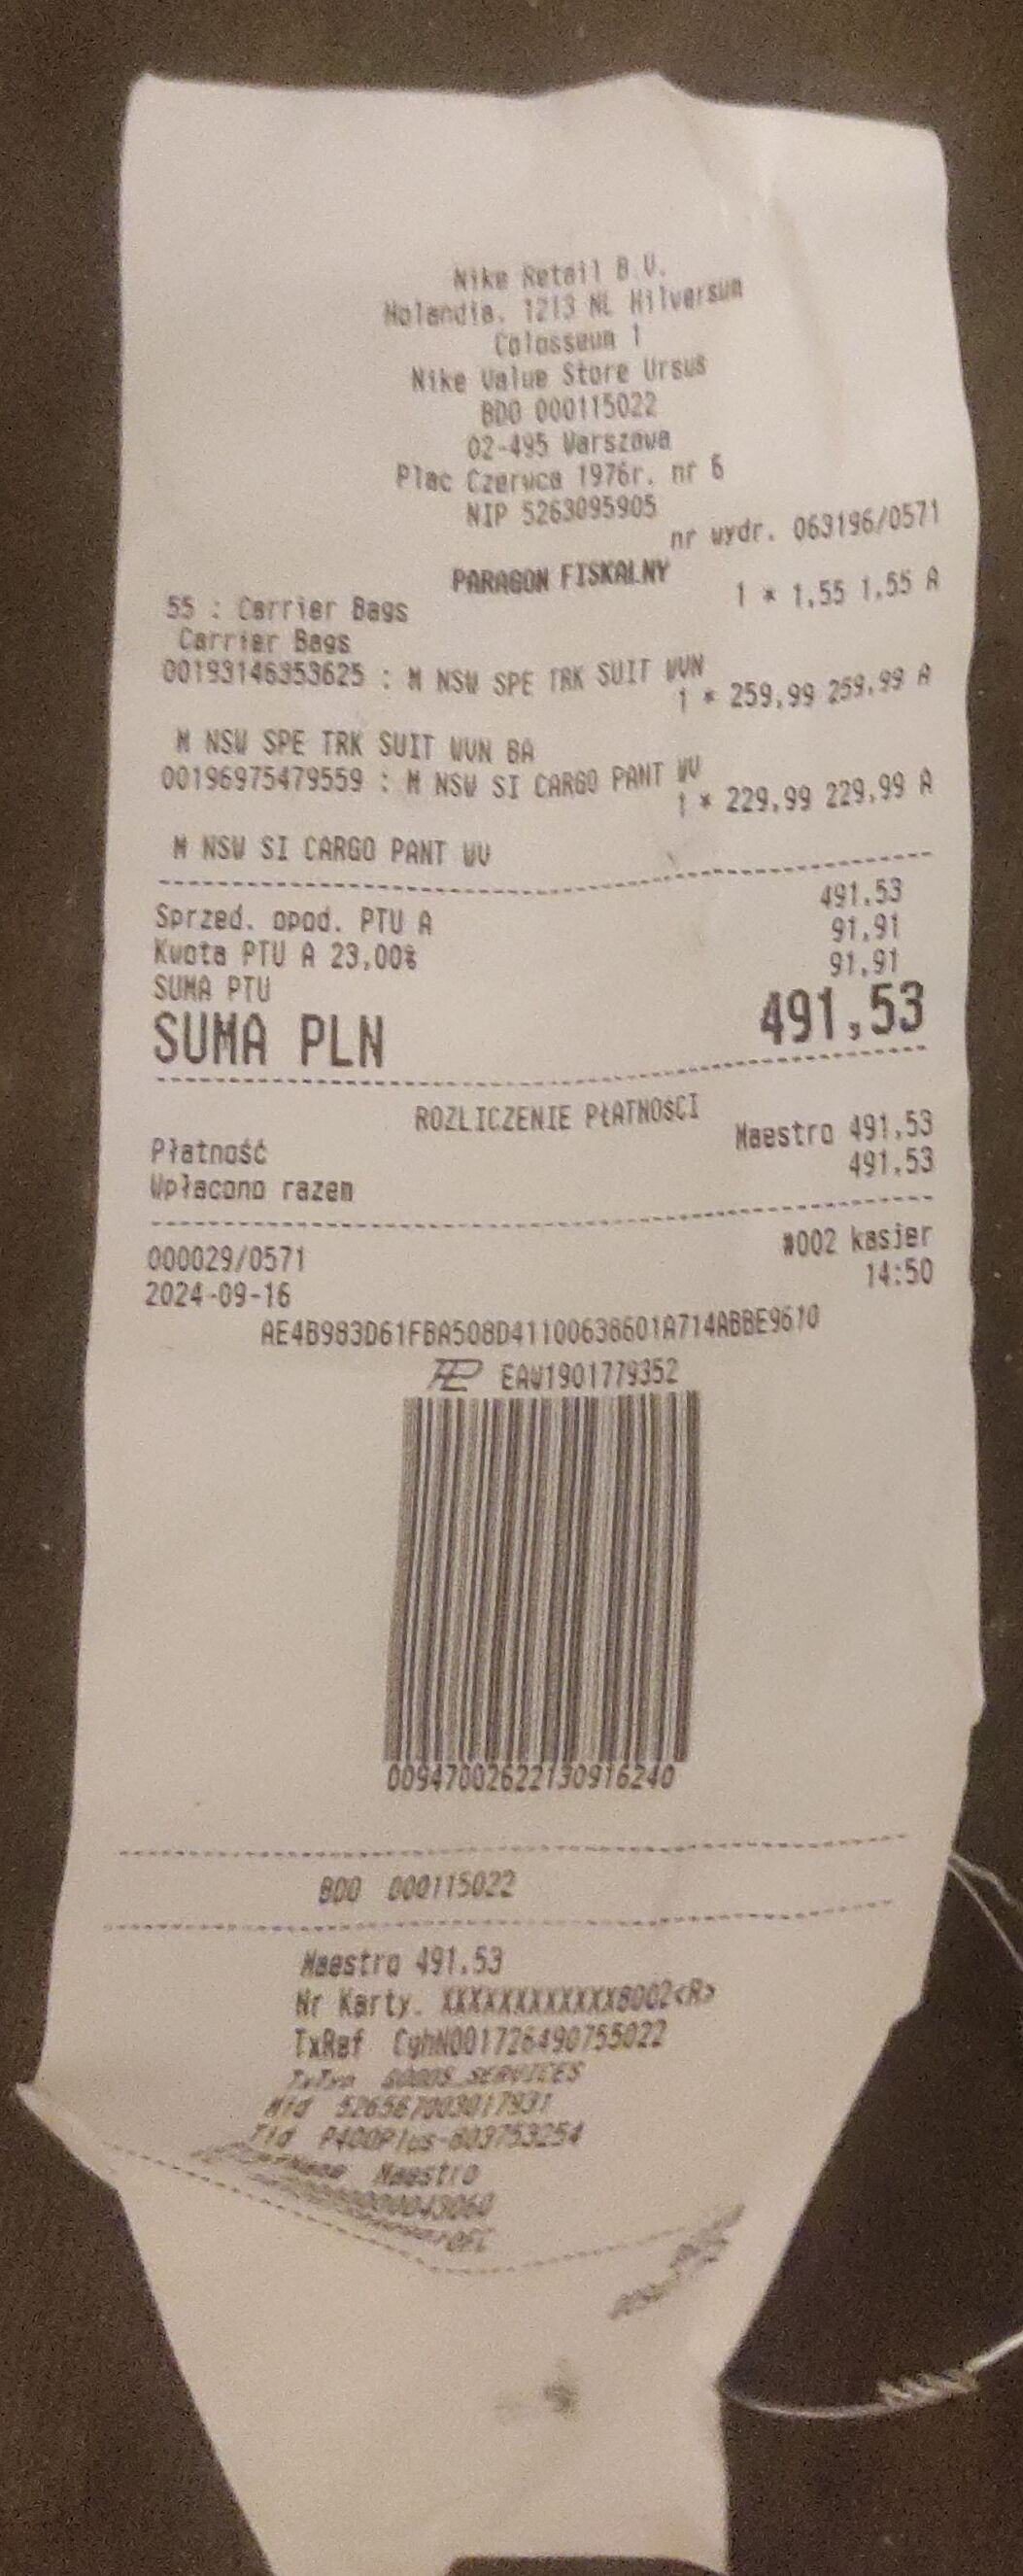 Nike Retail B.V.
Holandia. 1213 NL Hilversum
Colosseum 1
Nike Value Store Ursus
BDO 000115022
02-495 Warszawa
Plac Czerwca 1976r. nr 6
NIP 5263095905
nr wydr. 063196/0571
PARAGON FISKALNY
55 : Carrier Bags 1 * 1,55 1,55 A
Carrier Bags
00193146353625 : M NSW SPE TRK SUIT WVN
1 * 259,99 259,99 A
M NSW SPE TRK SUIT WVN BA
00196975479559 : M NSW SI CARGO PANT WV
1 * 229,99 229,99 A
M NSW SI CARGO PANT WV
Sprzed. opod. PTU A 491,53
Kwota PTU A 23,00% 91,91
SUMA PTU 91,91
SUMA PLN 491,53
ROZLICZENIE PŁATNOŚCI
Płatność Maestro 491,53
Wpłacono razem 491,53
000029/0571 #002 kasjer
2024-09-16 14:50
AE4B983D61FBA508D41100638601A714ABBE9610
EAW1901779352
00947002622130916240
BDO 000115022
Maestro 491.53
Nr Karty. XXXXXXXXXXXX8002<R>
TxRef CyhN001726490755022
GOODS_SERVICES
Mid 526567003017931
Tid P400Plus-803753254
Maestro